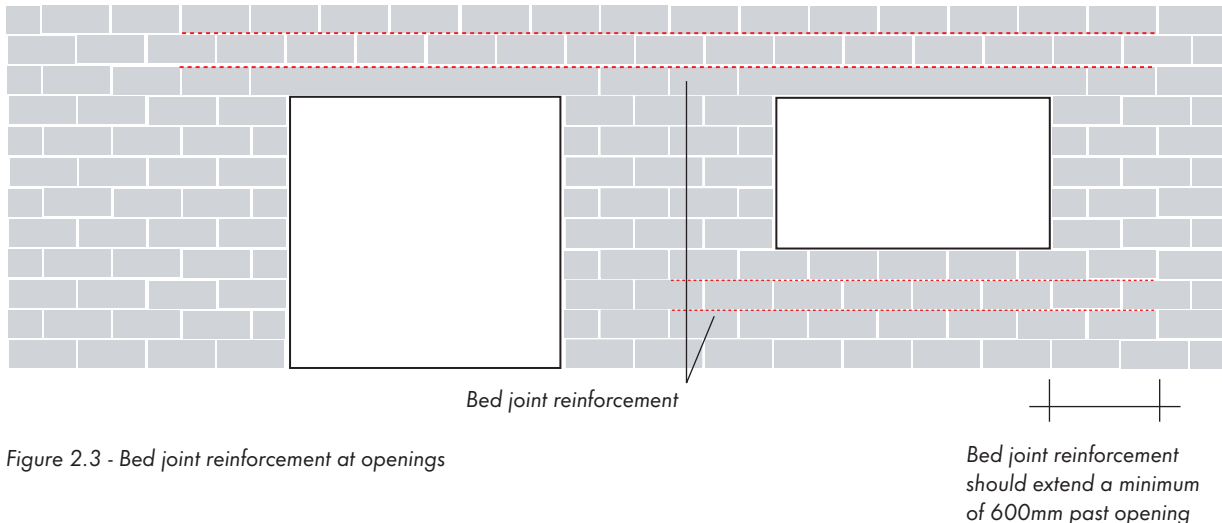 Bed joint reinforcement
Figure 2.3 - Bed joint reinforcement at openings
Bed joint reinforcement
should extend a minimum
of 600mm past opening